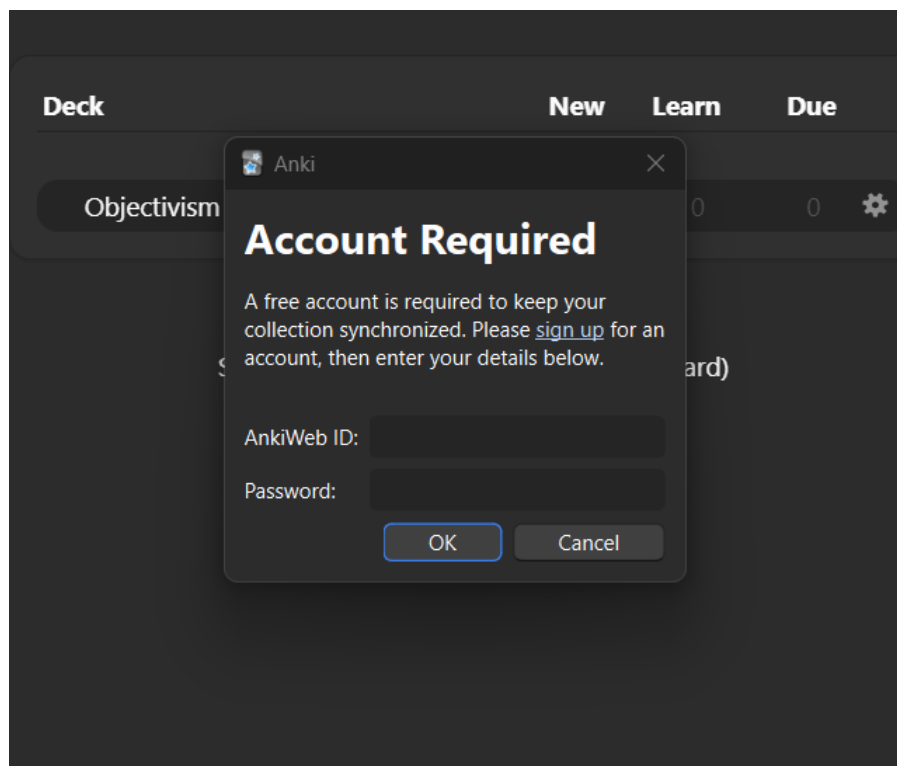 Deck New Learn Due
Anki
Objectivism 0 0
Account Required
A free account is required to keep your
collection synchronized. Please sign up for an
account, then enter your details below.
ard)
AnkiWeb ID:
Password:
OK Cancel